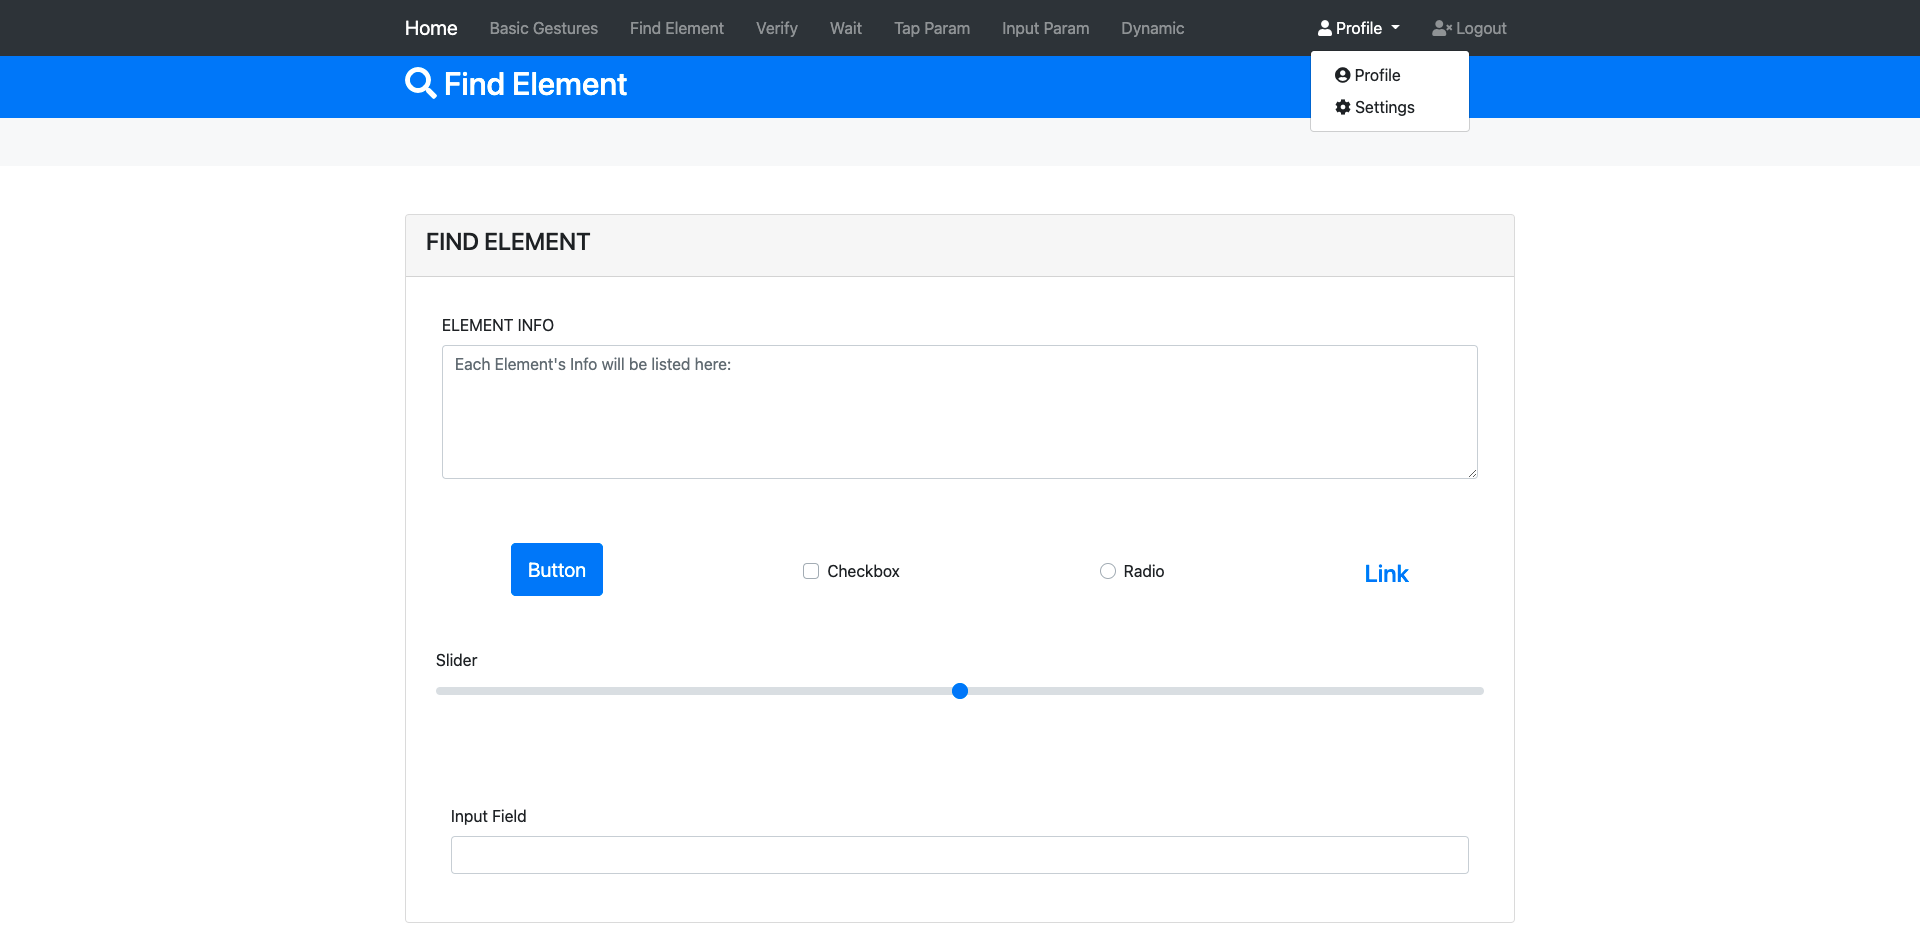 Home Basic Gestures Find Element Verify Wait Tap Param Input Param Dynamic Profile Logout
Find Element
Profile
Settings
FIND ELEMENT
ELEMENT INFO
Each Element's Info will be listed here:
Button Checkbox Radio Link
Slider
Input Field